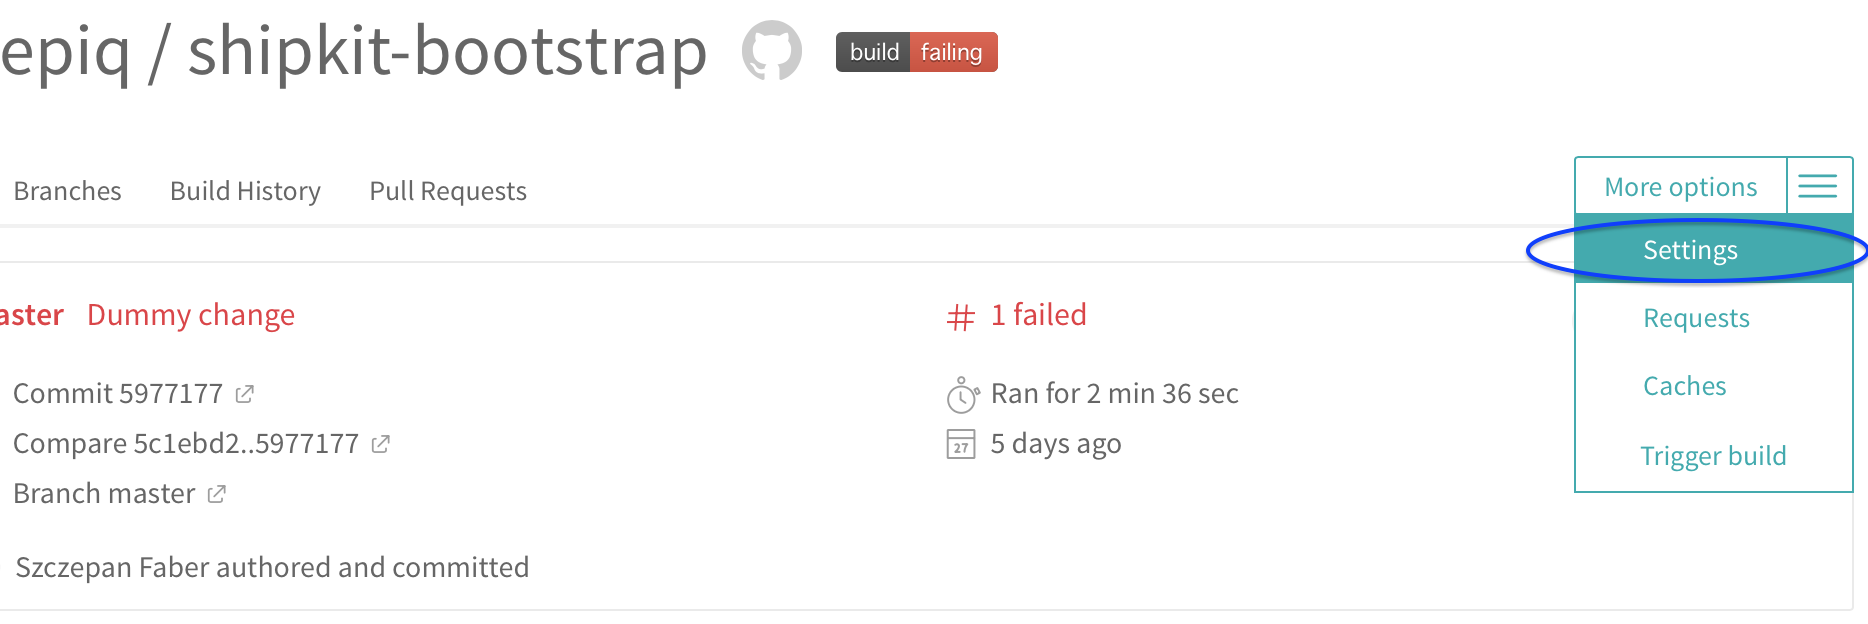 epiq / shipkit-bootstrap
build failing
Branches Build History Pull Requests
More options
Settings
Requests
Caches
Trigger build
aster Dummy change
# 1 failed
Commit 5977177
Ran for 2 min 36 sec
Compare 5c1ebd2..5977177
27 5 days ago
Branch master
Szczepan Faber authored and committed